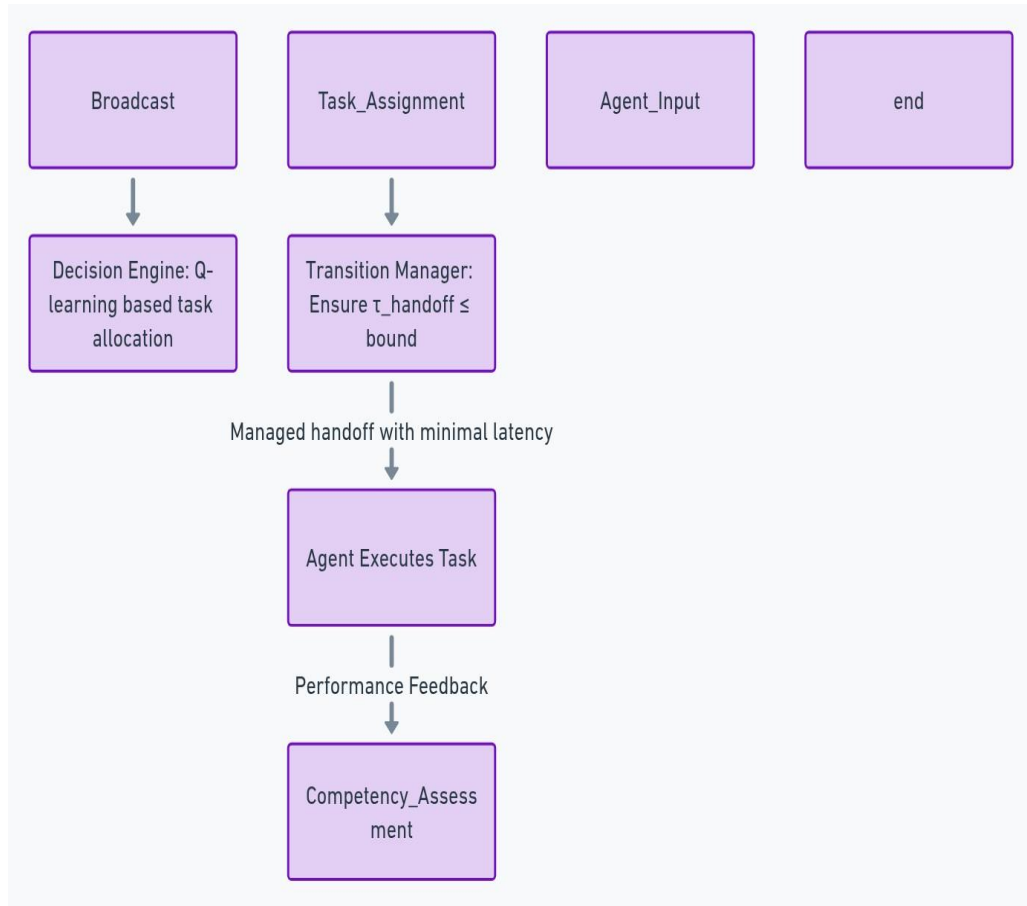 Broadcast
Task_Assignment
Agent_Input
end
Decision Engine: Q-
learning based task
allocation
Transition Manager:
Ensure τ_handoff ≤
bound
Managed handoff with minimal latency
Agent Executes Task
Performance Feedback
Competency_Assess
ment